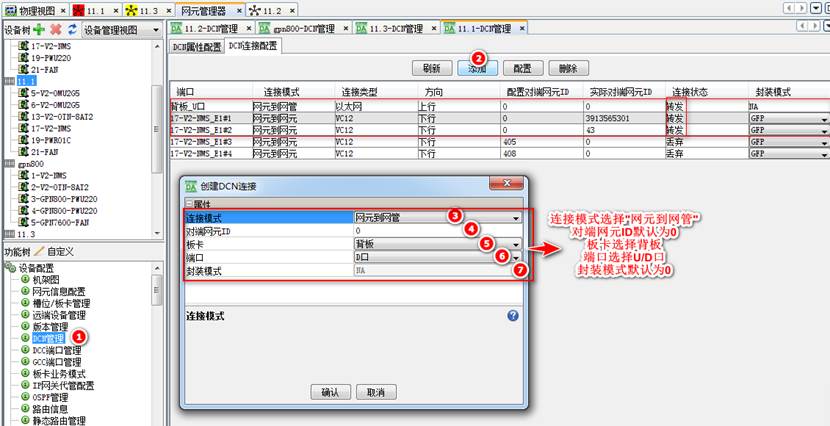 物理视图 11.1 11.3 网元管理器 11.2
设备树 设备管理视图
11.2-DCN管理 gpn800-DCN管理 11.3-DCN管理 11.1-DCN管理
DCN属性配置 DCN连接配置
17-V2-NMS
19-PWU220
21-FAN
11.1
5-V2-OMU2G5
6-V2-OMU2G5
13-V2-OIN-SAI2
17-V2-NMS
19-PWR01C
21-FAN
gpn800
1-V2-NMS
2-V2-OIN-SAI2
3-GPN800-PWU220
4-GPN800-PWU220
5-GPN7600-FAN
11.3
功能树 自定义
设备配置
机架图
网元信息配置
槽位/板卡管理
远端设备管理
版本管理
DCN管理 1
DCC端口管理
GCC端口管理
板卡业务模式
IP网关代管配置
OSPF管理
路由信息
静态路由管理
2
刷新 添加 配置 删除
端口 连接模式 连接类型 方向 配置对端网元ID 实际对端网元ID 连接状态 封装模式
背板_U口 网元到网管 以太网 上行 0 0 转发 NA
17-V2-NMS_E1#1 网元到网元 VC12 下行 0 3913565301 转发 GFP
17-V2-NMS_E1#2 网元到网元 VC12 下行 0 43 转发 GFP
17-V2-NMS_E1#3 网元到网元 VC12 下行 405 0 丢弃 GFP
17-V2-NMS_E1#4 网元到网元 VC12 下行 408 0 丢弃 GFP
创建DCN连接
属性
连接模式 网元到网管 3
对端网元ID 0 4
板卡 背板 5
端口 D口 6
封装模式 NA 7
连接模式
确认 取消
连接模式选择"网元到网管"
对端网元ID默认为0
板卡选择背板
端口选择U/D口
封装模式默认为0